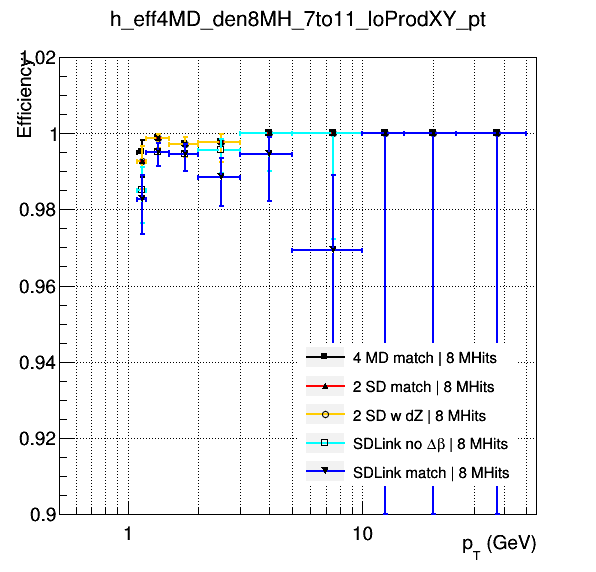 h_eff4MD_den8MH_7to11_loProdXY_pt
Efficiency
1.02
1
0.98
0.96
0.94
0.92
0.9
4 MD match | 8 MHits
2 SD match | 8 MHits
2 SD w dZ | 8 MHits
SDLink no Δβ | 8 MHits
SDLink match | 8 MHits
1
10
p_T (GeV)